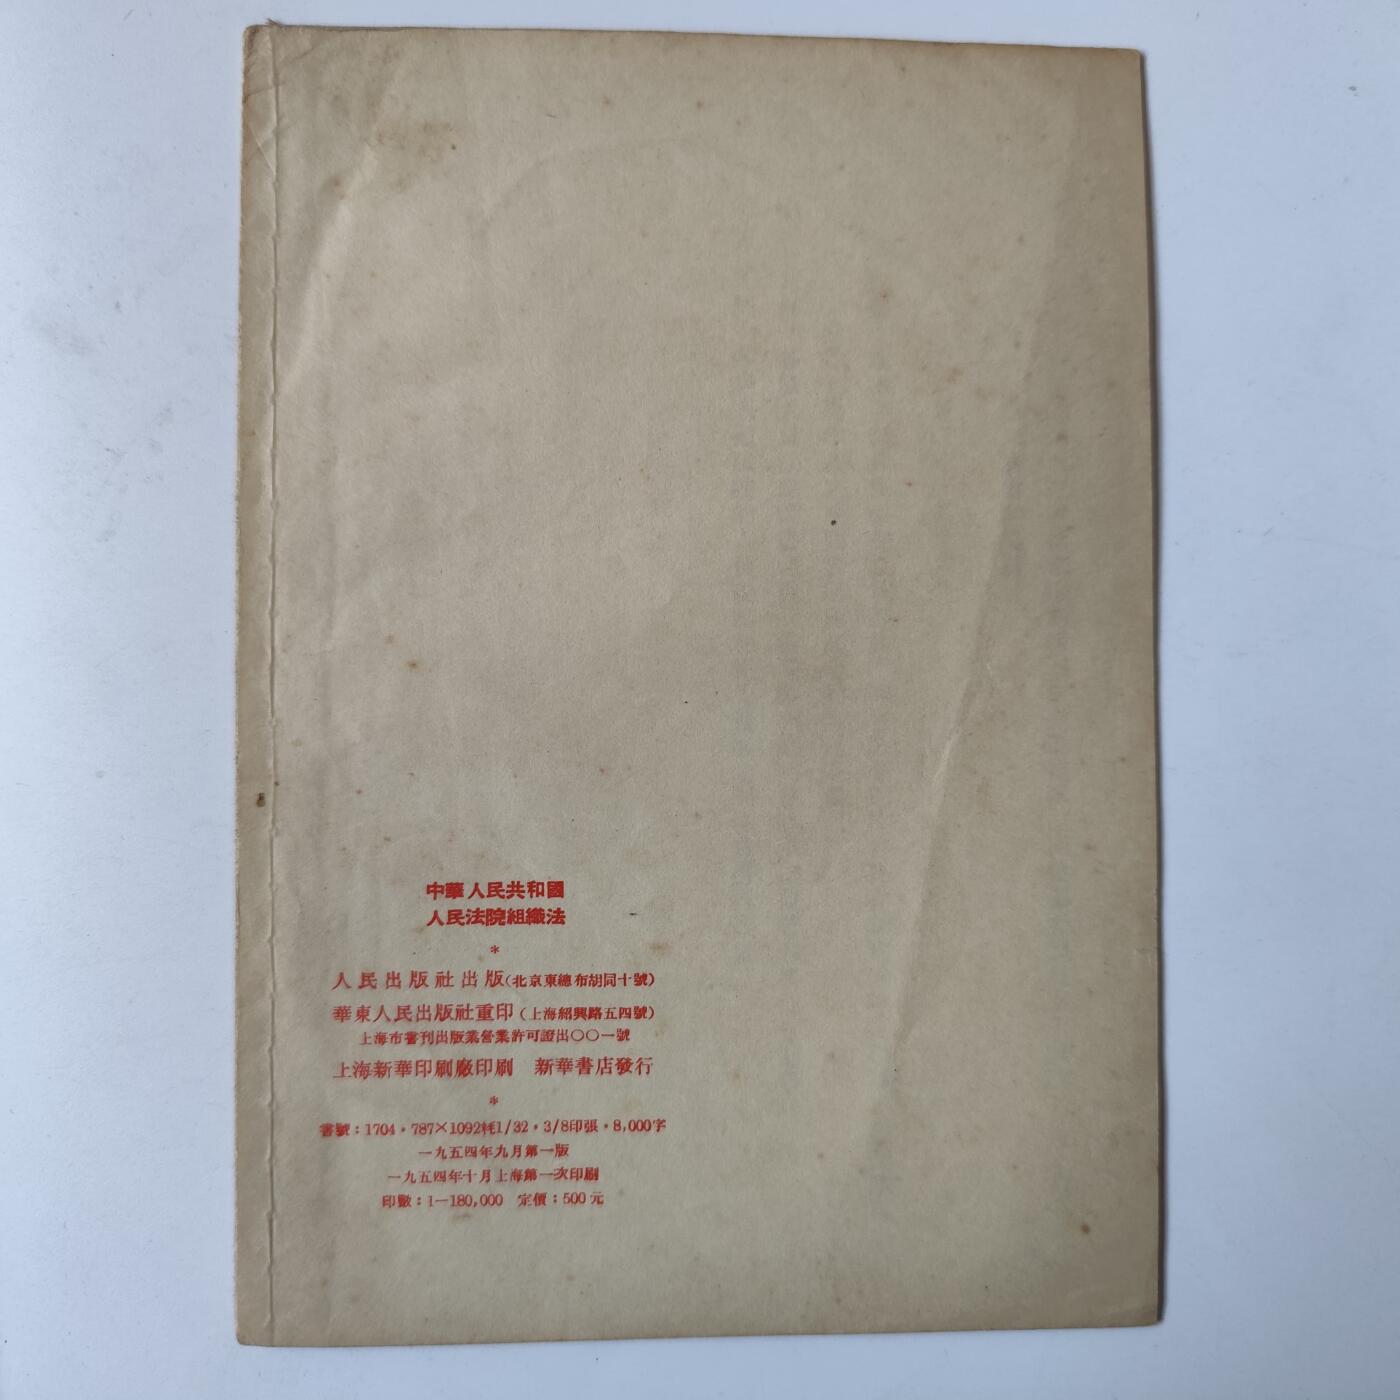 中華人民共和國
人民法院組織法
*
人民出版社出版(北京東總布胡同十號)
華東人民出版社重印(上海紹興路五四號)
上海市書刊出版業營業許可證出〇〇一號
上海新華印刷廠印刷 新華書店發行
*
書號:1704·787×1092耗1/32·3/8印張·8,000字
一九五四年九月第一版
一九五四年十月上海第一次印刷
印數:1—180,000 定價:500元